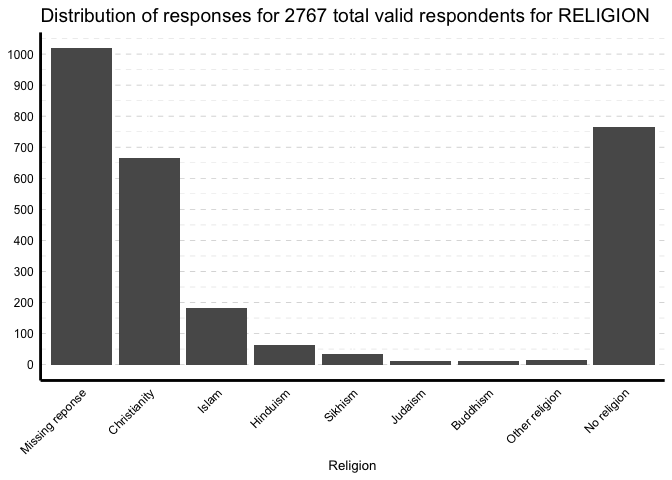 Distribution of responses for 2767 total valid respondents for RELIGION
1000
900
800
700
600
500
400
300
200
100
0
Missing reponse
Christianity
Islam
Hinduism
Sikhism
Judaism
Buddhism
Other religion
No religion
Religion